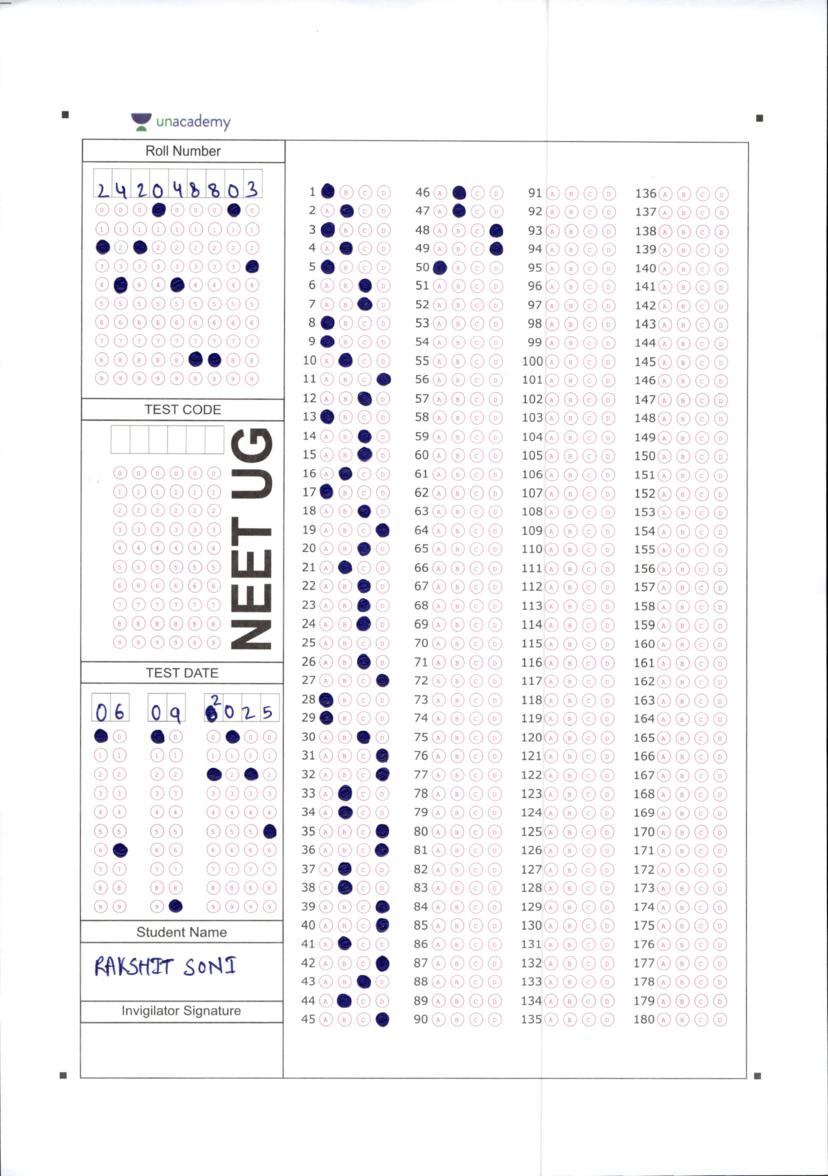 unacademy
Roll Number
2 4 2 0 4 8 8 0 3
TEST CODE
NEET UG
TEST DATE
0 6 0 9 2 0 2 5
Student Name
RAKSHIT SONI
Invigilator Signature
1 B C D
2 A C D
3 B C D
4 A C D
5 B C D
6 A B D
7 A B D
8 B C D
9 B C D
10 A C D
11 A B C
12 A B D
13 B C D
14 A B D
15 A B D
16 A C D
17 B C D
18 A B D
19 A B C
20 A B D
21 A C D
22 A B D
23 A B D
24 A B D
25 A B C D
26 A B D
27 A B C
28 B C D
29 B C D
30 A B D
31 A B C
32 A B C
33 A C D
34 A C D
35 A B C
36 A B C
37 A C D
38 A C D
39 A B C
40 A B C
41 A C D
42 A B C
43 A B D
44 A C D
45 A B C
46 A C D
47 A C D
48 A B C
49 A B C
50 B C D
51 A B C D
52 A B C D
53 A B C D
54 A B C D
55 A B C D
56 A B C D
57 A B C D
58 A B C D
59 A B C D
60 A B C D
61 A B C D
62 A B C D
63 A B C D
64 A B C D
65 A B C D
66 A B C D
67 A B C D
68 A B C D
69 A B C D
70 A B C D
71 A B C D
72 A B C D
73 A B C D
74 A B C D
75 A B C D
76 A B C D
77 A B C D
78 A B C D
79 A B C D
80 A B C D
81 A B C D
82 A B C D
83 A B C D
84 A B C D
85 A B C D
86 A B C D
87 A B C D
88 A B C D
89 A B C D
90 A B C D
91 A B C D
92 A B C D
93 A B C D
94 A B C D
95 A B C D
96 A B C D
97 A B C D
98 A B C D
99 A B C D
100 A B C D
101 A B C D
102 A B C D
103 A B C D
104 A B C D
105 A B C D
106 A B C D
107 A B C D
108 A B C D
109 A B C D
110 A B C D
111 A B C D
112 A B C D
113 A B C D
114 A B C D
115 A B C D
116 A B C D
117 A B C D
118 A B C D
119 A B C D
120 A B C D
121 A B C D
122 A B C D
123 A B C D
124 A B C D
125 A B C D
126 A B C D
127 A B C D
128 A B C D
129 A B C D
130 A B C D
131 A B C D
132 A B C D
133 A B C D
134 A B C D
135 A B C D
136 A B C D
137 A B C D
138 A B C D
139 A B C D
140 A B C D
141 A B C D
142 A B C D
143 A B C D
144 A B C D
145 A B C D
146 A B C D
147 A B C D
148 A B C D
149 A B C D
150 A B C D
151 A B C D
152 A B C D
153 A B C D
154 A B C D
155 A B C D
156 A B C D
157 A B C D
158 A B C D
159 A B C D
160 A B C D
161 A B C D
162 A B C D
163 A B C D
164 A B C D
165 A B C D
166 A B C D
167 A B C D
168 A B C D
169 A B C D
170 A B C D
171 A B C D
172 A B C D
173 A B C D
174 A B C D
175 A B C D
176 A B C D
177 A B C D
178 A B C D
179 A B C D
180 A B C D